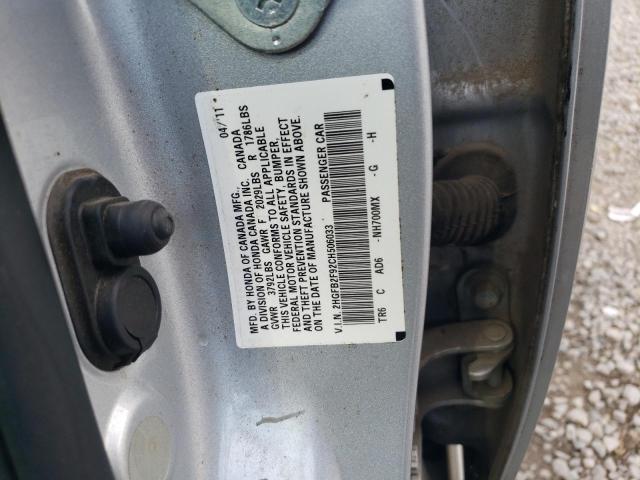 MFD. BY HONDA OF CANADA MFG., 04/11
A DIVISION OF HONDA CANADA INC., CANADA
GVWR 3792LBS GAWR F 2029LBS R 1786LBS
THIS VEHICLE CONFORMS TO ALL APPLICABLE
FEDERAL MOTOR VEHICLE SAFETY, BUMPER,
AND THEFT PREVENTION STANDARDS IN EFFECT
ON THE DATE OF MANUFACTURE SHOWN ABOVE.
V.I.N. 2HGFB2F92CH506033 PASSENGER CAR
TR6 C AD6 -NH700MX -G -H